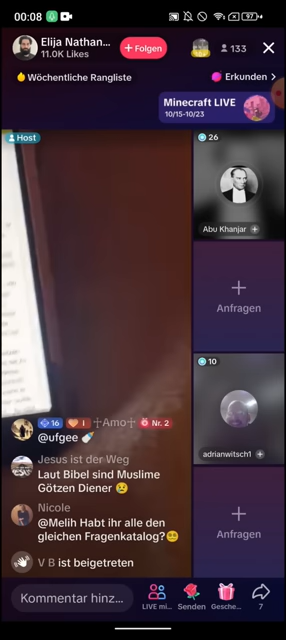 00:08
97
Elija Nathan...
11.0K Likes
+ Folgen
133
Wöchentliche Rangliste
Erkunden >
Minecraft LIVE
10/15-10/23
Host
26
Abu Khanjar +
Anfragen
10
adrianwitsch1 +
Anfragen
16 I ☥Amo☥ Nr. 2
@ufgee 🍼
Jesus ist der Weg
Laut Bibel sind Muslime
Götzen Diener 😢
Nicole
@Melih Habt ihr alle den
gleichen Fragenkatalog?😵‍💫
V B ist beigetreten
Kommentar hinz...
LIVE mi...
Senden
Gesche...
7